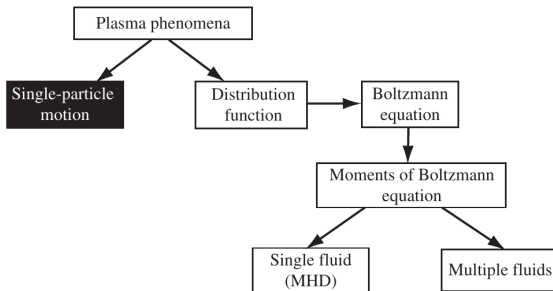 Plasma phenomena
Single-particle
motion
Distribution
function
Boltzmann
equation
Moments of Boltzmann
equation
Single fluid
(MHD)
Multiple fluids